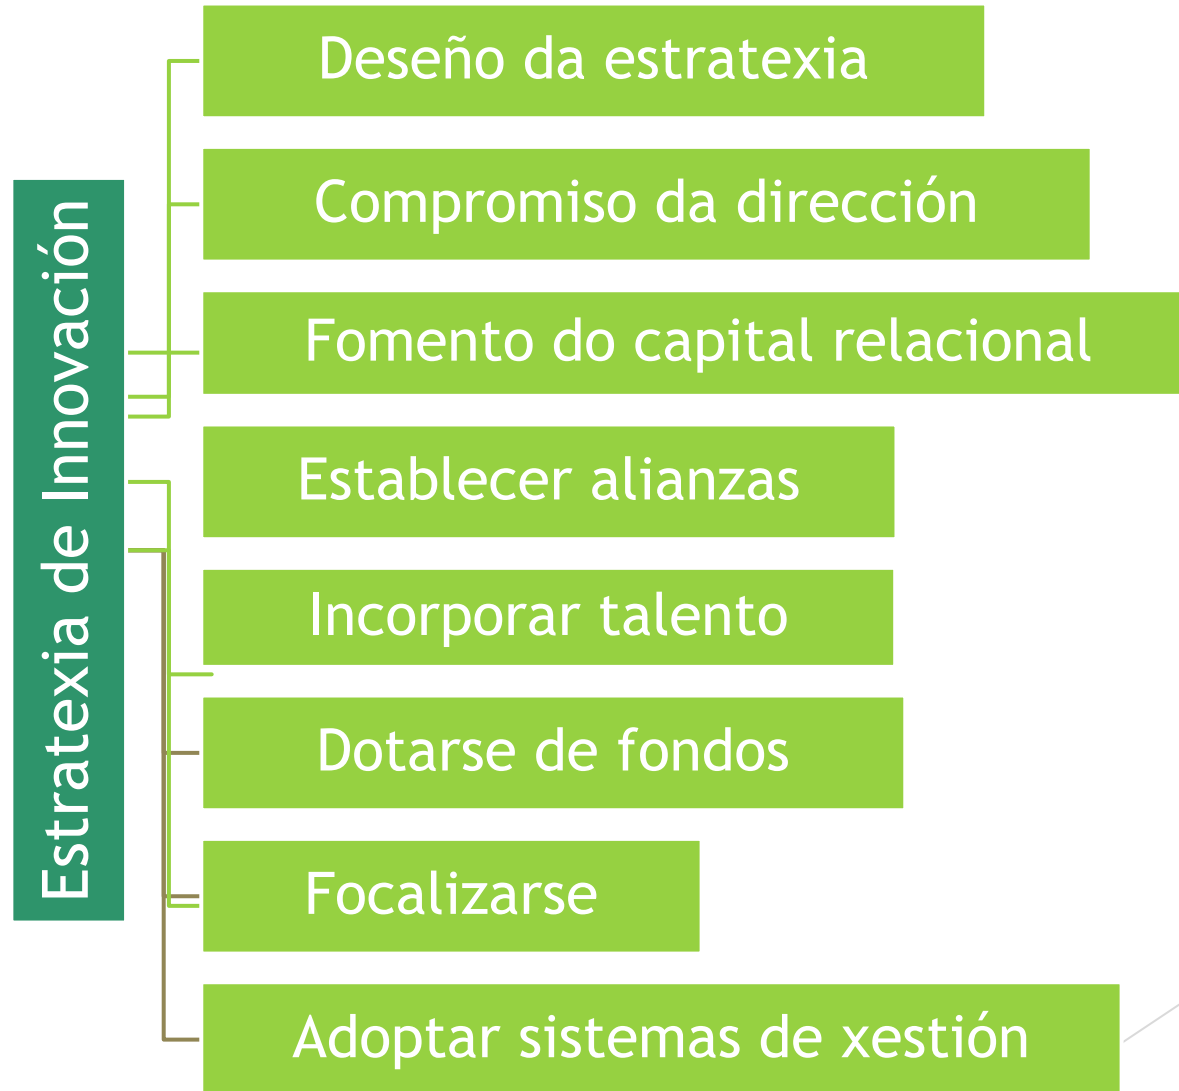 Estratexia de Innovación
Deseño da estratexia
Compromiso da dirección
Fomento do capital relacional
Establecer alianzas
Incorporar talento
Dotarse de fondos
Focalizarse
Adoptar sistemas de xestión